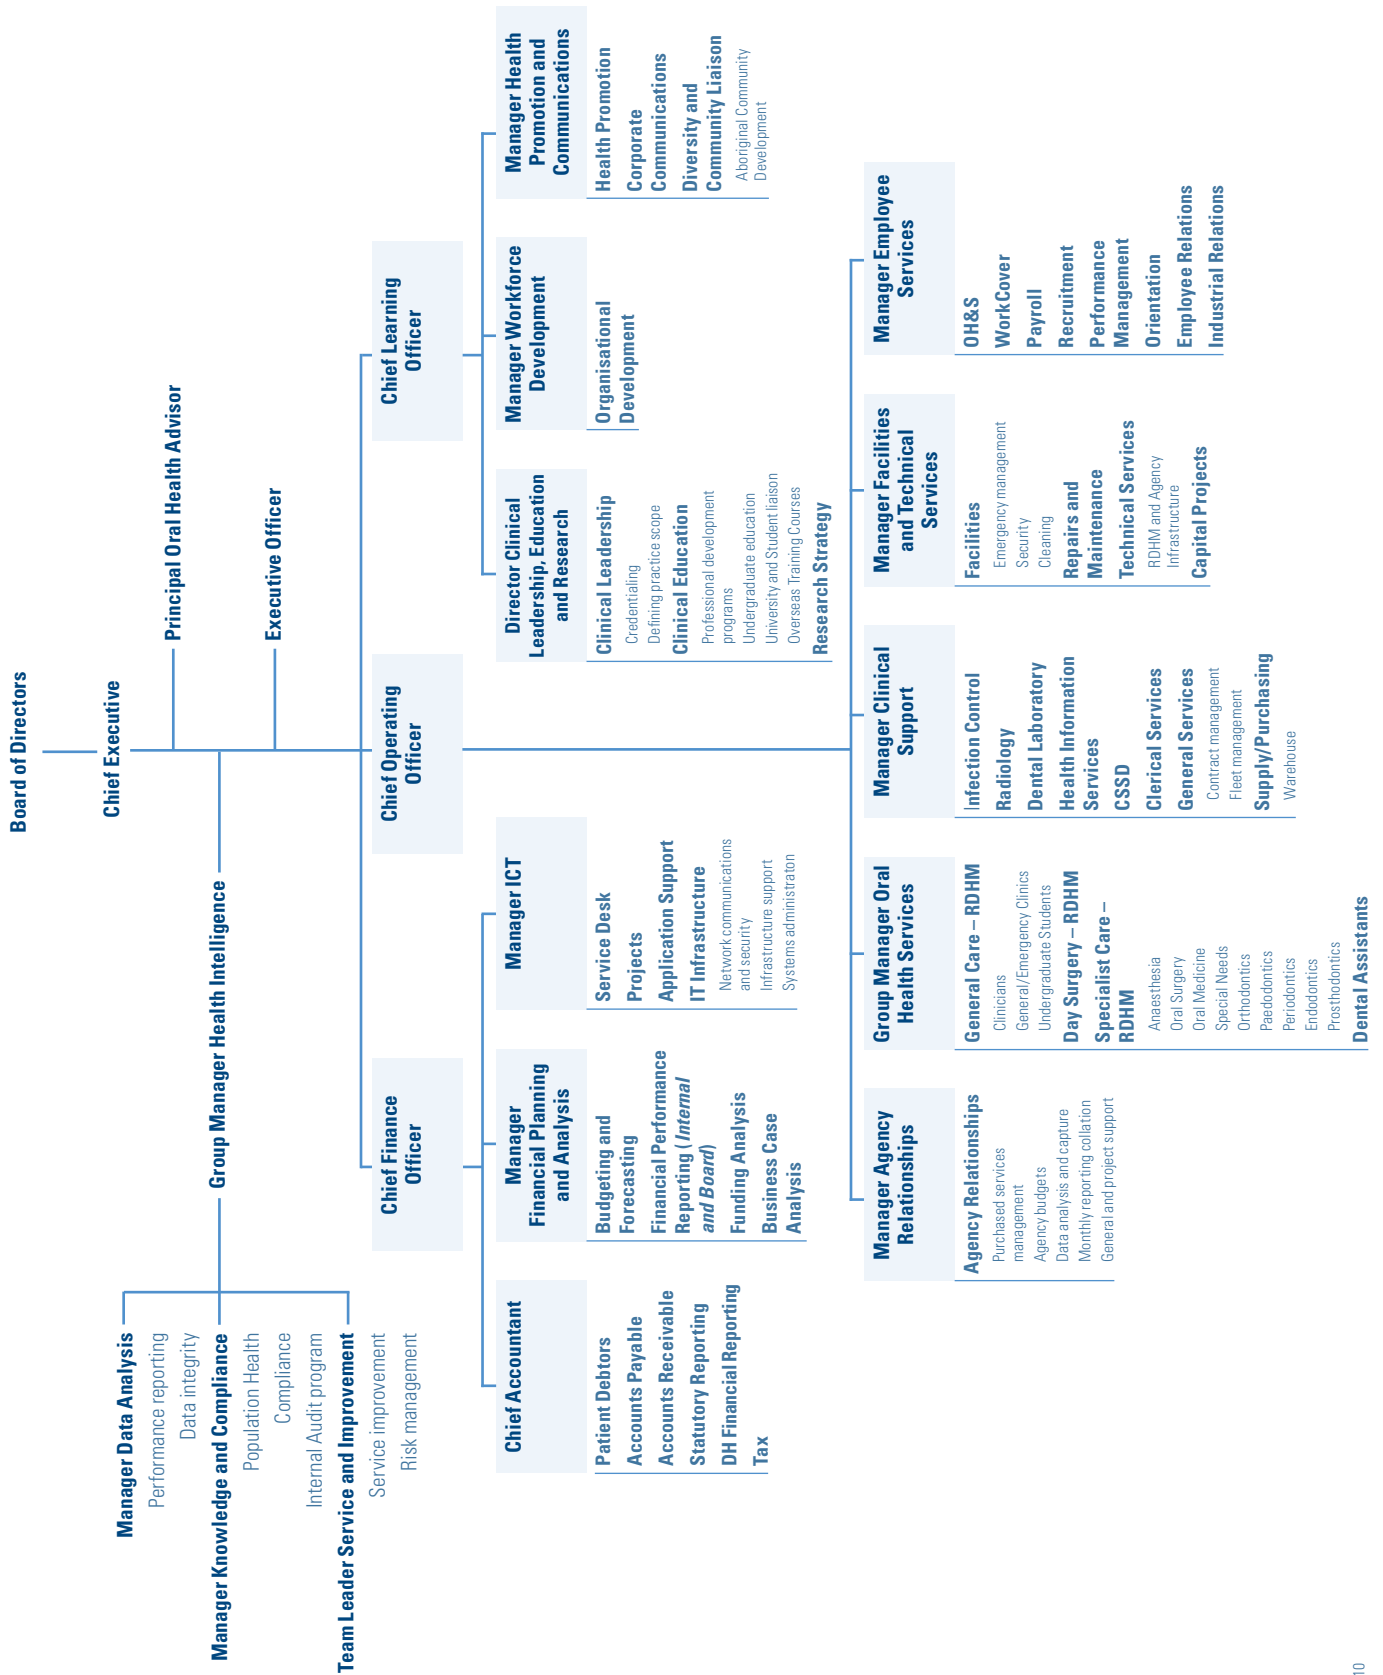 Board of Directors
Chief Executive
Principal Oral Health Advisor
Group Manager Health Intelligence
Executive Officer
Manager Data Analysis
Performance reporting
Data integrity
Manager Knowledge and Compliance
Population Health
Compliance
Internal Audit program
Team Leader Service and Improvement
Service improvement
Risk management
Chief Finance
Officer
Chief Operating
Officer
Chief Learning
Officer
Chief Accountant
Patient Debtors
Accounts Payable
Accounts Receivable
Statutory Reporting
DH Financial Reporting
Tax
Manager
Financial Planning
and Analysis
Budgeting and
Forecasting
Financial Performance
Reporting (Internal
and Board)
Funding Analysis
Business Case
Analysis
Manager ICT
Service Desk
Projects
Application Support
IT Infrastructure
Network communications
and security
Infrastructure support
Systems administraton
Director Clinical
Leadership, Education
and Research
Clinical Leadership
Credentialing
Defining practice scope
Clinical Education
Professional development
programs
Undergraduate education
University and Student liaison
Overseas Training Courses
Research Strategy
Manager Workforce
Development
Organisational
Development
Manager Health
Promotion and
Communications
Health Promotion
Corporate
Communications
Diversity and
Community Liaison
Aboriginal Community
Development
Manager Agency
Relationships
Agency Relationships
Purchased services
management
Agency budgets
Data analysis and capture
Monthly reporting collation
General and project support
Group Manager Oral
Health Services
General Care – RDHM
Clinicians
General/Emergency Clinics
Undergraduate Students
Day Surgery – RDHM
Specialist Care –
RDHM
Anaesthesia
Oral Surgery
Oral Medicine
Special Needs
Orthodontics
Paedodontics
Periodontics
Endodontics
Prosthodontics
Dental Assistants
Manager Clinical
Support
Infection Control
Radiology
Dental Laboratory
Health Information
Services
CSSD
Clerical Services
General Services
Contract management
Fleet management
Supply/Purchasing
Warehouse
Manager Facilities
and Technical
Services
Facilities
Emergency management
Security
Cleaning
Repairs and
Maintenance
Technical Services
RDHM and Agency
Infrastructure
Capital Projects
Manager Employee
Services
OH&S
WorkCover
Payroll
Recruitment
Performance
Management
Orientation
Employee Relations
Industrial Relations
10